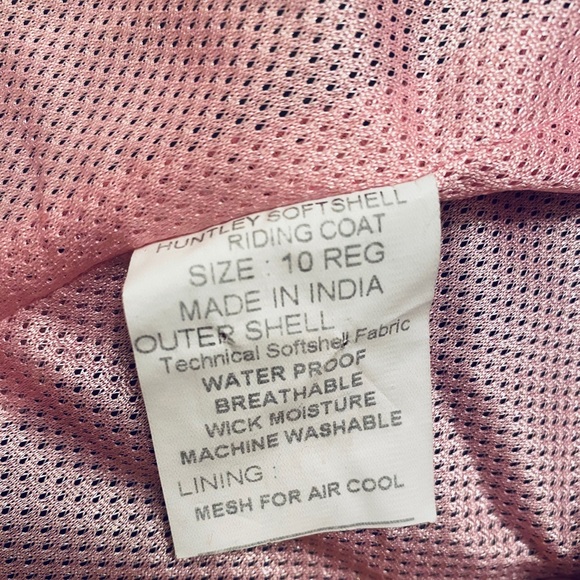 HUNTLEY SOFTSHELL
RIDING COAT
SIZE : 10 REG
MADE IN INDIA
OUTER SHELL :
Technical Softshell Fabric
WATER PROOF
BREATHABLE
WICK MOISTURE
MACHINE WASHABLE
LINING :
MESH FOR AIR COOL